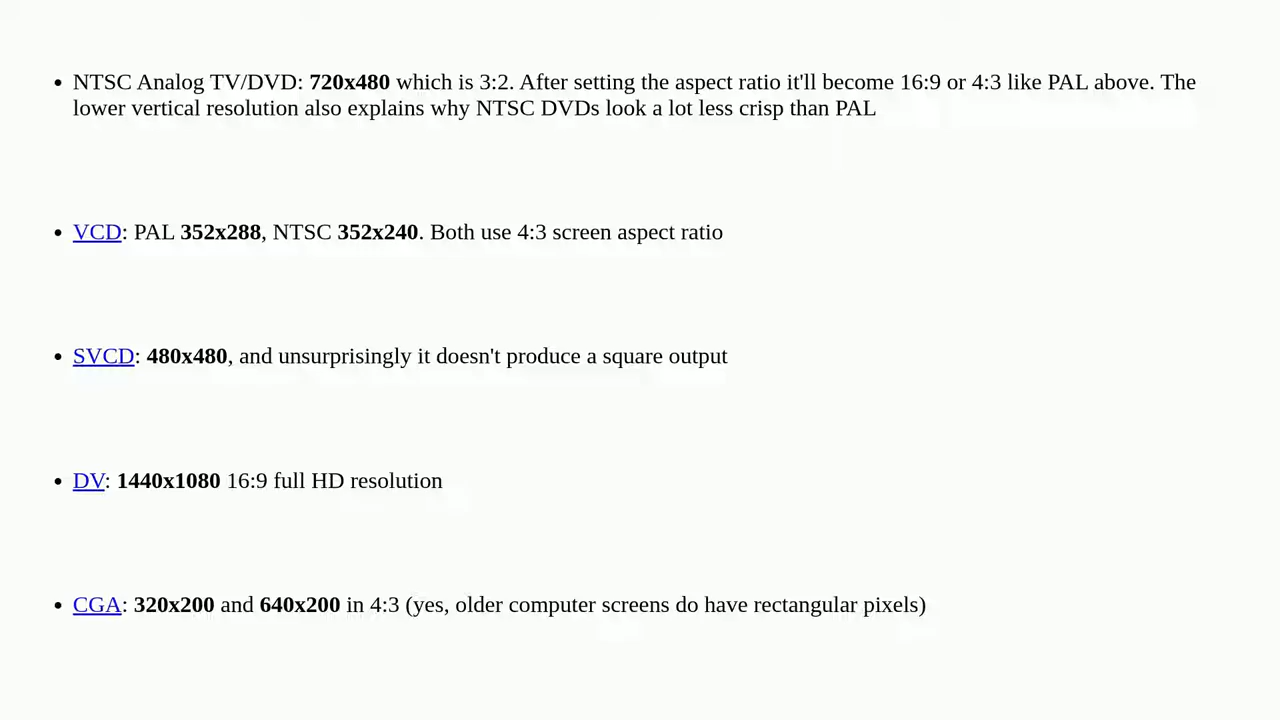 • NTSC Analog TV/DVD: 720x480 which is 3:2. After setting the aspect ratio it'll become 16:9 or 4:3 like PAL above. The
lower vertical resolution also explains why NTSC DVDs look a lot less crisp than PAL
• VCD: PAL 352x288, NTSC 352x240. Both use 4:3 screen aspect ratio
• SVCD: 480x480, and unsurprisingly it doesn't produce a square output
• DV: 1440x1080 16:9 full HD resolution
• CGA: 320x200 and 640x200 in 4:3 (yes, older computer screens do have rectangular pixels)